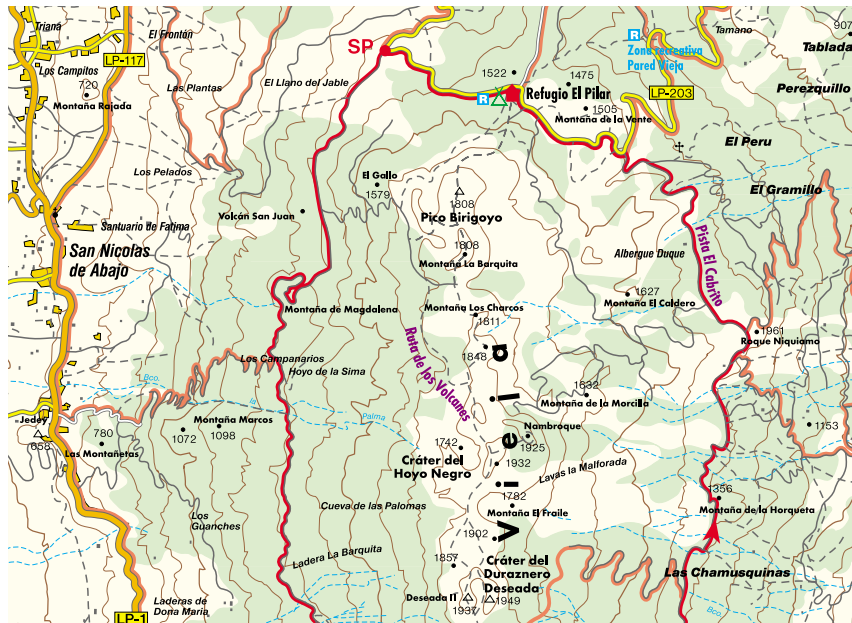 Triana
El Frontón
LP-117
SP
Los Campitos
720
Montaña Rajada
Las Plantas
El Llano del Jable
1522
1475
Refugio El Pilar
R
1505
Montaña de la Vente
R
Zona recreativa
Pared Vieja
LP-203
Tamano
907
Tablada
Perezquillo
El Peru
El Gramillo
Los Pelados
El Gallo
1579
1808
Pico Birigoyo
Volcán San Juan
Santuario de Fatima
San Nicolas
de Abajo
1808
Montaña La Barquita
Albergue Duque
Pista El Cabrito
1627
Montaña El Caldero
Montaña de Magdalena
Montaña Los Charcos
1811
1848
Ruta de los Volcanes
Vieja
1961
Roque Niquiamo
Los Campanarios
Hoyo de la Sima
Bco.
la
Palma
1632
Montaña de la Morcilla
Jedey
658
780
Las Montañetas
Montaña Marcos
1072
1098
Nambroque
1925
1153
1742
Cráter del
Hoyo Negro
1932
Lavas la Malforada
1782
Montaña El Fraile
1356
Montaña de la Horqueta
Cueva de las Palomas
Los
Guanches
1902
Ladera La Barquita
1857
Cráter del
Duraznero
Deseada
Deseada II
1937
1949
Las Chamusquinas
Laderas de
Dona María
LP-1
Bco.